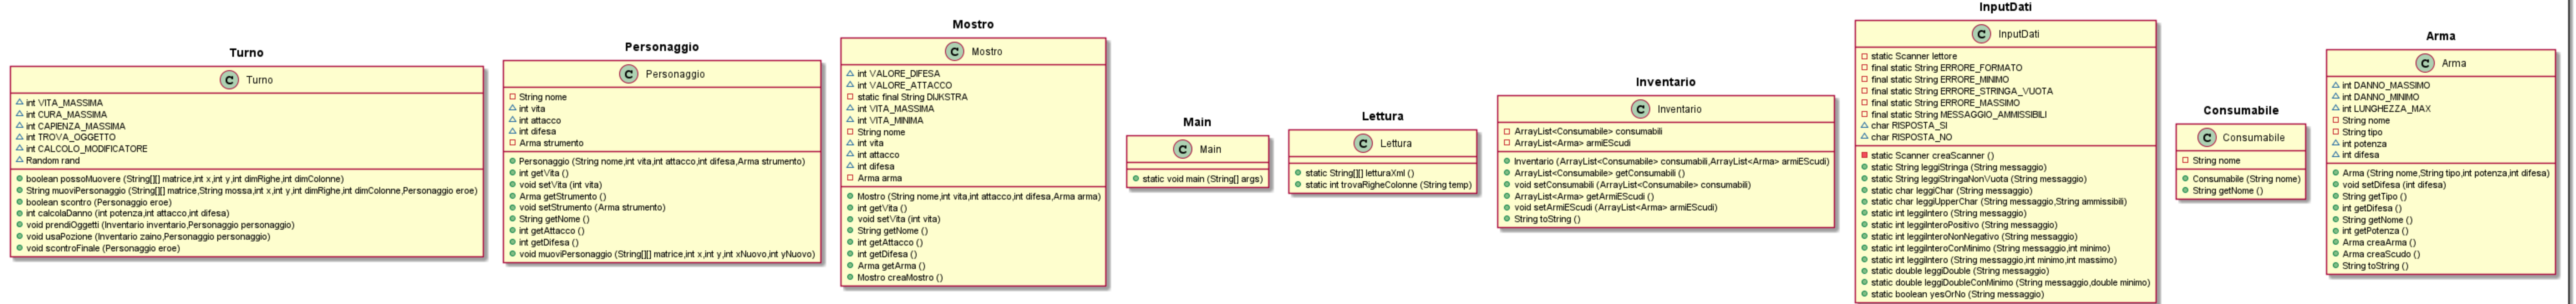 Turno
C Turno
int VITA_MASSIMA
int CURA_MASSIMA
int CAPIENZA_MASSIMA
int TROVA_OGGETTO
int CALCOLO_MODIFICATORE
Random rand
boolean possoMuovere (String[][] matrice,int x,int y,int dimRighe,int dimColonne)
String muoviPersonaggio (String[][] matrice,String mossa,int x,int y,int dimRighe,int dimColonne,Personaggio eroe)
boolean scontro (Personaggio eroe)
int calcolaDanno (int potenza,int attacco,int difesa)
void prendiOggetti (Inventario inventario,Personaggio personaggio)
void usaPozione (Inventario zaino,Personaggio personaggio)
void scontroFinale (Personaggio eroe)
Personaggio
C Personaggio
String nome
int vita
int attacco
int difesa
Arma strumento
Personaggio (String nome,int vita,int attacco,int difesa,Arma strumento)
int getVita ()
void setVita (int vita)
Arma getStrumento ()
void setStrumento (Arma strumento)
String getNome ()
int getAttacco ()
int getDifesa ()
void muoviPersonaggio (String[][] matrice,int x,int y,int xNuovo,int yNuovo)
Mostro
C Mostro
int VALORE_DIFESA
int VALORE_ATTACCO
static final String DIJKSTRA
int VITA_MASSIMA
int VITA_MINIMA
String nome
int vita
int attacco
int difesa
Arma arma
Mostro (String nome,int vita,int attacco,int difesa,Arma arma)
int getVita ()
void setVita (int vita)
String getNome ()
int getAttacco ()
int getDifesa ()
Arma getArma ()
Mostro creaMostro ()
Main
C Main
static void main (String[] args)
Lettura
C Lettura
static String[][] letturaXml ()
static int trovaRigheColonne (String temp)
Inventario
C Inventario
ArrayList<Consumabile> consumabili
ArrayList<Arma> armiEScudi
Inventario (ArrayList<Consumabile> consumabili,ArrayList<Arma> armiEScudi)
ArrayList<Consumabile> getConsumabili ()
void setConsumabili (ArrayList<Consumabile> consumabili)
ArrayList<Arma> getArmiEScudi ()
void setArmiEScudi (ArrayList<Arma> armiEScudi)
String toString ()
InputDati
C InputDati
static Scanner lettore
final static String ERRORE_FORMATO
final static String ERRORE_MINIMO
final static String ERRORE_STRINGA_VUOTA
final static String ERRORE_MASSIMO
final static String MESSAGGIO_AMMISSIBILI
char RISPOSTA_SI
char RISPOSTA_NO
static Scanner creaScanner ()
static String leggiStringa (String messaggio)
static String leggiStringaNonVuota (String messaggio)
static char leggiChar (String messaggio)
static char leggiUpperChar (String messaggio,String ammissibili)
static int leggiIntero (String messaggio)
static int leggiInteroPositivo (String messaggio)
static int leggiInteroNonNegativo (String messaggio)
static int leggiInteroConMinimo (String messaggio,int minimo)
static int leggiIntero (String messaggio,int minimo,int massimo)
static double leggiDouble (String messaggio)
static double leggiDoubleConMinimo (String messaggio,double minimo)
static boolean yesOrNo (String messaggio)
Consumabile
C Consumabile
String nome
Consumabile (String nome)
String getNome ()
Arma
C Arma
int DANNO_MASSIMO
int DANNO_MINIMO
int LUNGHEZZA_MAX
String nome
String tipo
int potenza
int difesa
Arma (String nome,String tipo,int potenza,int difesa)
void setDifesa (int difesa)
String getTipo ()
int getDifesa ()
String getNome ()
int getPotenza ()
Arma creaArma ()
Arma creaScudo ()
String toString ()